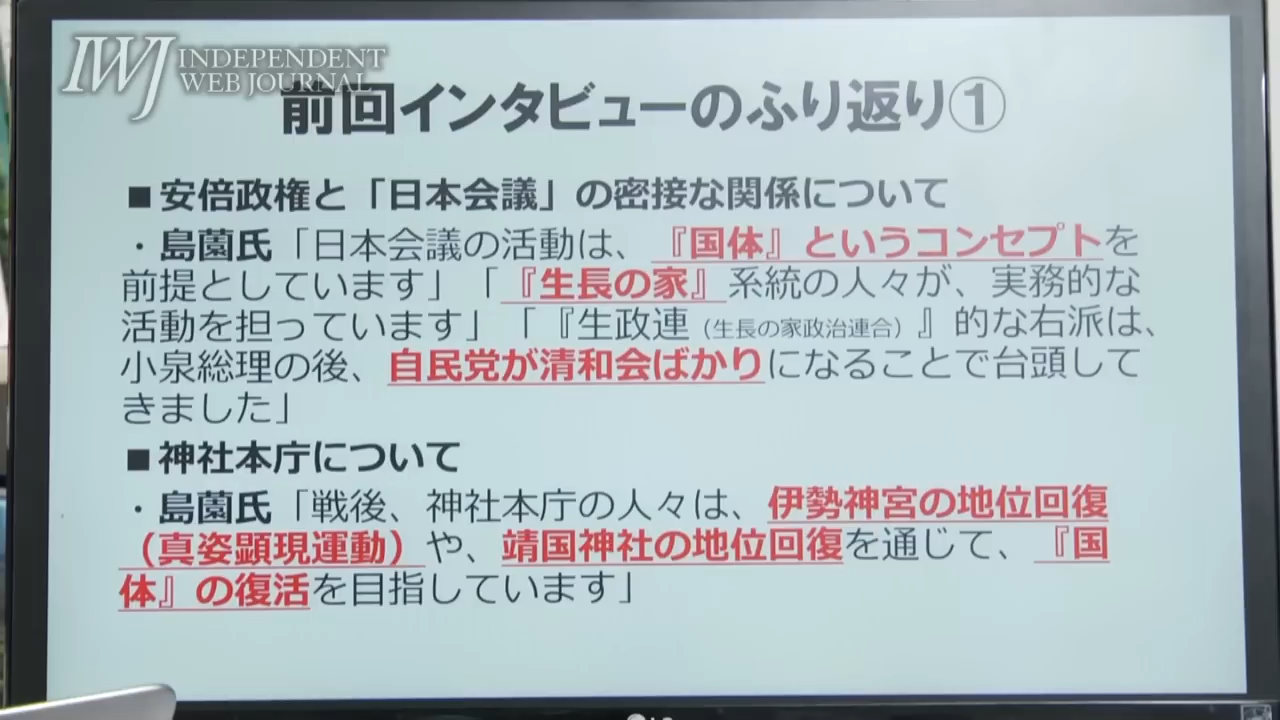 IWJ INDEPENDENT
WEB JOURNAL
前回インタビューのふり返り①
■安倍政権と「日本会議」の密接な関係について
・島薗氏「日本会議の活動は、『国体』というコンセプトを
前提としています」「『生長の家』系統の人々が、実務的な
活動を担っています」「『生政連（生長の家政治連合）』的な右派は、
小泉総理の後、自民党が清和会ばかりになることで台頭して
きました」
■神社本庁について
・島薗氏「戦後、神社本庁の人々は、伊勢神宮の地位回復
（真姿顕現運動）や、靖国神社の地位回復を通じて、『国
体』の復活を目指しています」
LG